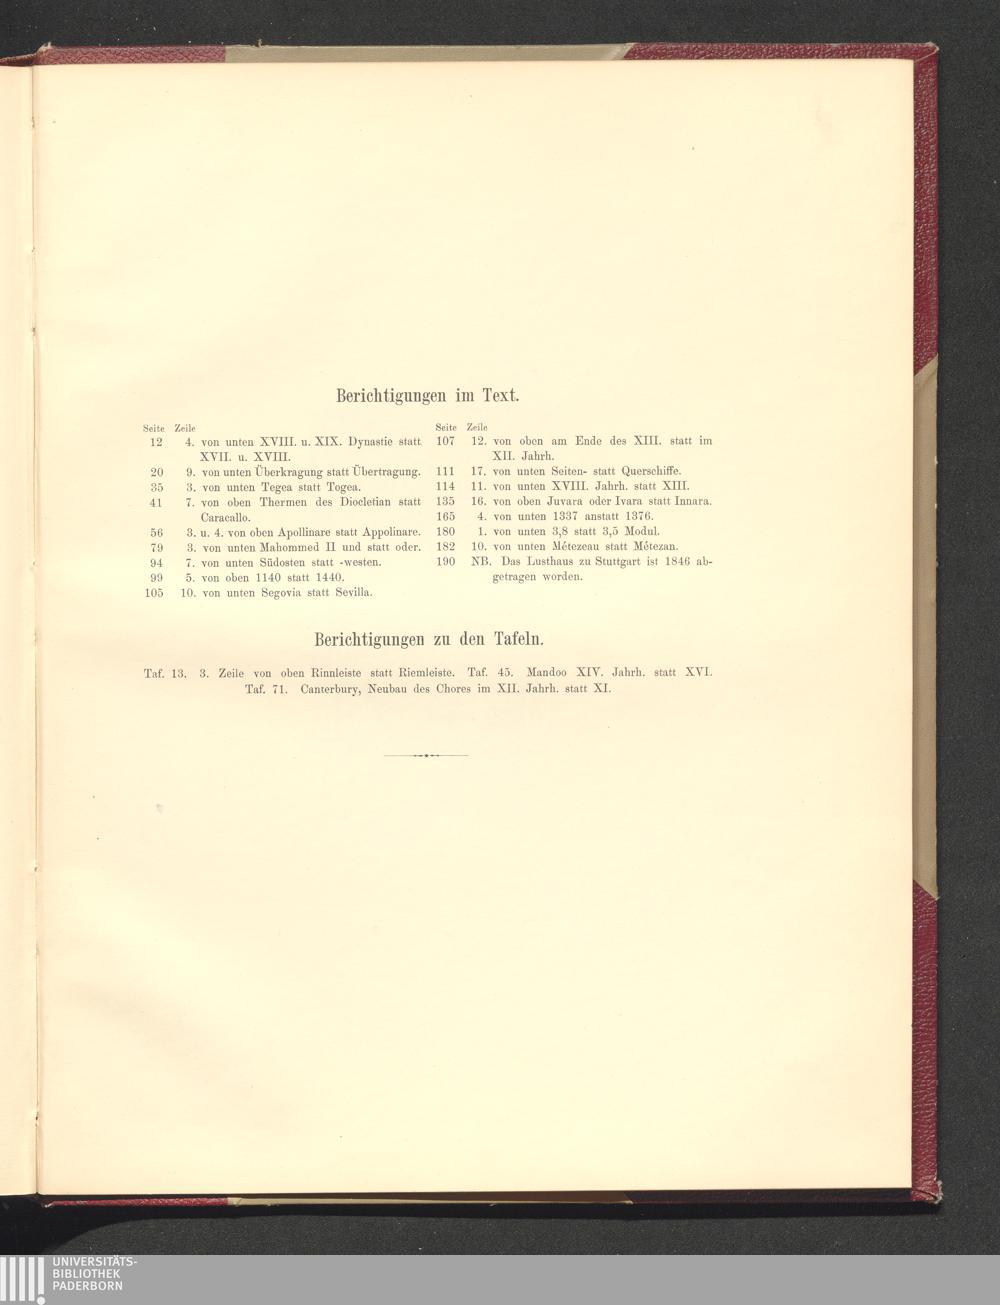 Berichtigungen im Text.
Seite Zeile
12 4. von unten XVIII. u. XIX. Dynastie statt
XVII. u. XVIII.
20 9. von unten Überkragung statt Übertragung.
35 3. von unten Tegea statt Togea.
41 7. von oben Thermen des Diocletian statt
Caracallo.
56 3. u. 4. von oben Apollinare statt Appolinare.
79 3. von unten Mahommed II und statt oder.
94 7. von unten Südosten statt -westen.
99 5. von oben 1140 statt 1440.
105 10. von unten Segovia statt Sevilla.
Seite Zeile
107 12. von oben am Ende des XIII. statt im
XII. Jahrh.
111 17. von unten Seiten- statt Querschiffe.
114 11. von unten XVIII. Jahrh. statt XIII.
135 16. von oben Juvara oder Ivara statt Innara.
165 4. von unten 1337 anstatt 1376.
180 1. von unten 3,8 statt 3,5 Modul.
182 10. von unten Métezeau statt Métezan.
190 NB. Das Lusthaus zu Stuttgart ist 1846 ab-
getragen worden.
Berichtigungen zu den Tafeln.
Taf. 13. 3. Zeile von oben Rinnleiste statt Riemleiste. Taf. 45. Mandoo XIV. Jahrh. statt XVI.
Taf. 71. Canterbury, Neubau des Chores im XII. Jahrh. statt XI.
UNIVERSITÄTS-
BIBLIOTHEK
PADERBORN